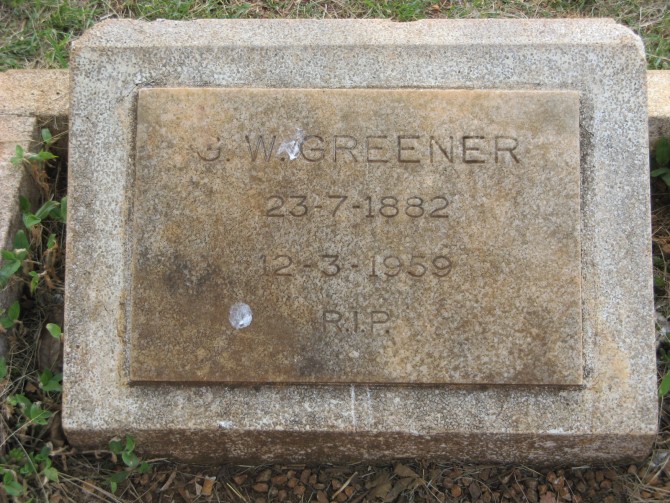 G. W. GREENER
23-7-1882
12-3-1959
R.I.P.